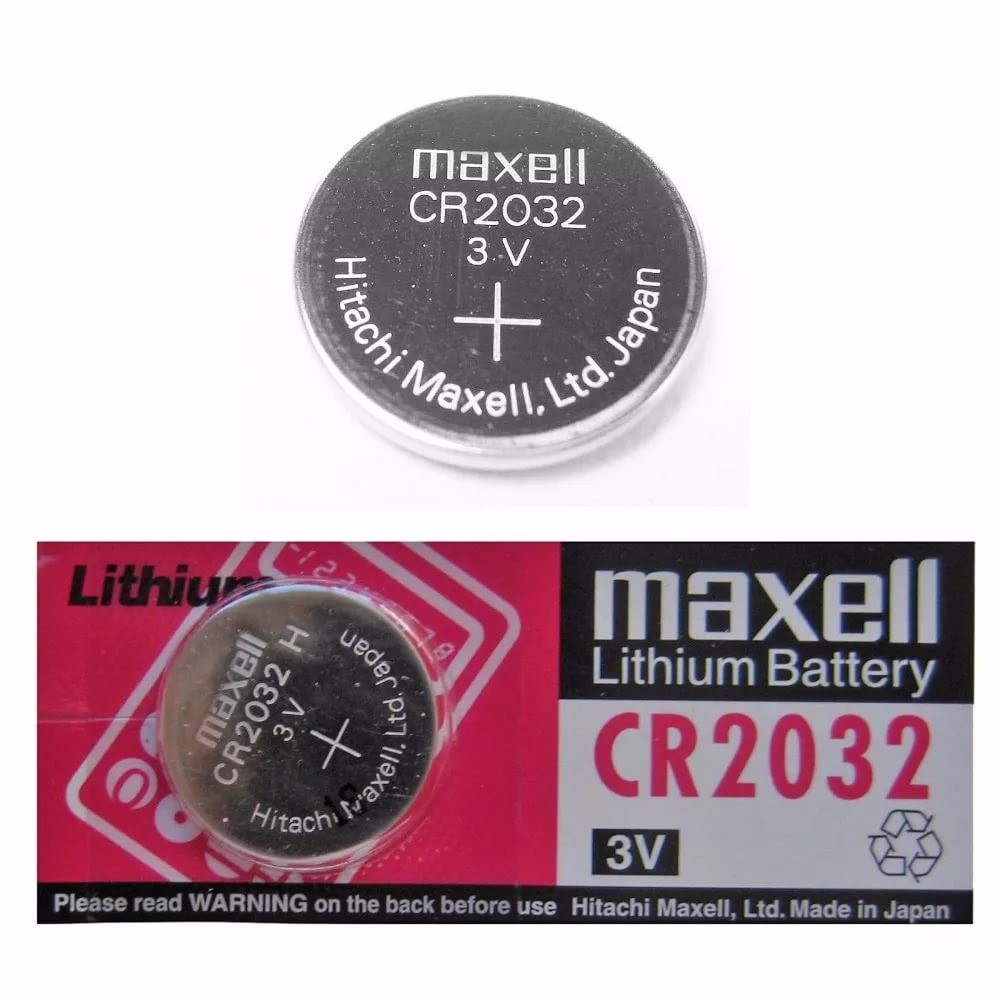 maxell
CR2032
3 V
Hitachi Maxell, Ltd. Japan
Lithium
maxell
CR2032 H
3 V
Hitachi Maxell, Ltd. Japan
maxell
Lithium Battery
CR2032
3V
Please read WARNING on the back before use
Hitachi Maxell, Ltd. Made in Japan